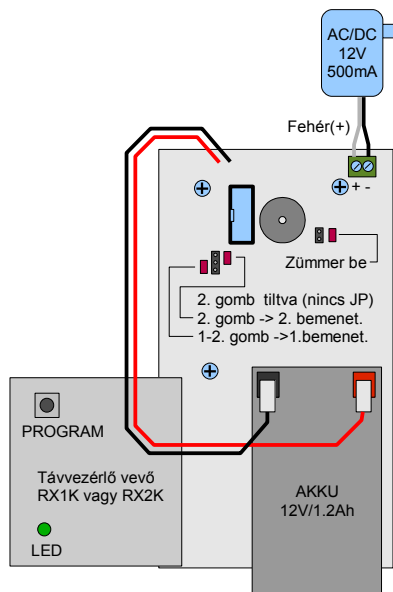 AC/DC
12V
500mA
Fehér(+)
+ -
Zümmer be
2. gomb tiltva (nincs JP)
2. gomb -> 2. bemenet.
1-2. gomb ->1.bemenet.
PROGRAM
Távvezérlő vevő
RX1K vagy RX2K
LED
AKKU
12V/1.2Ah